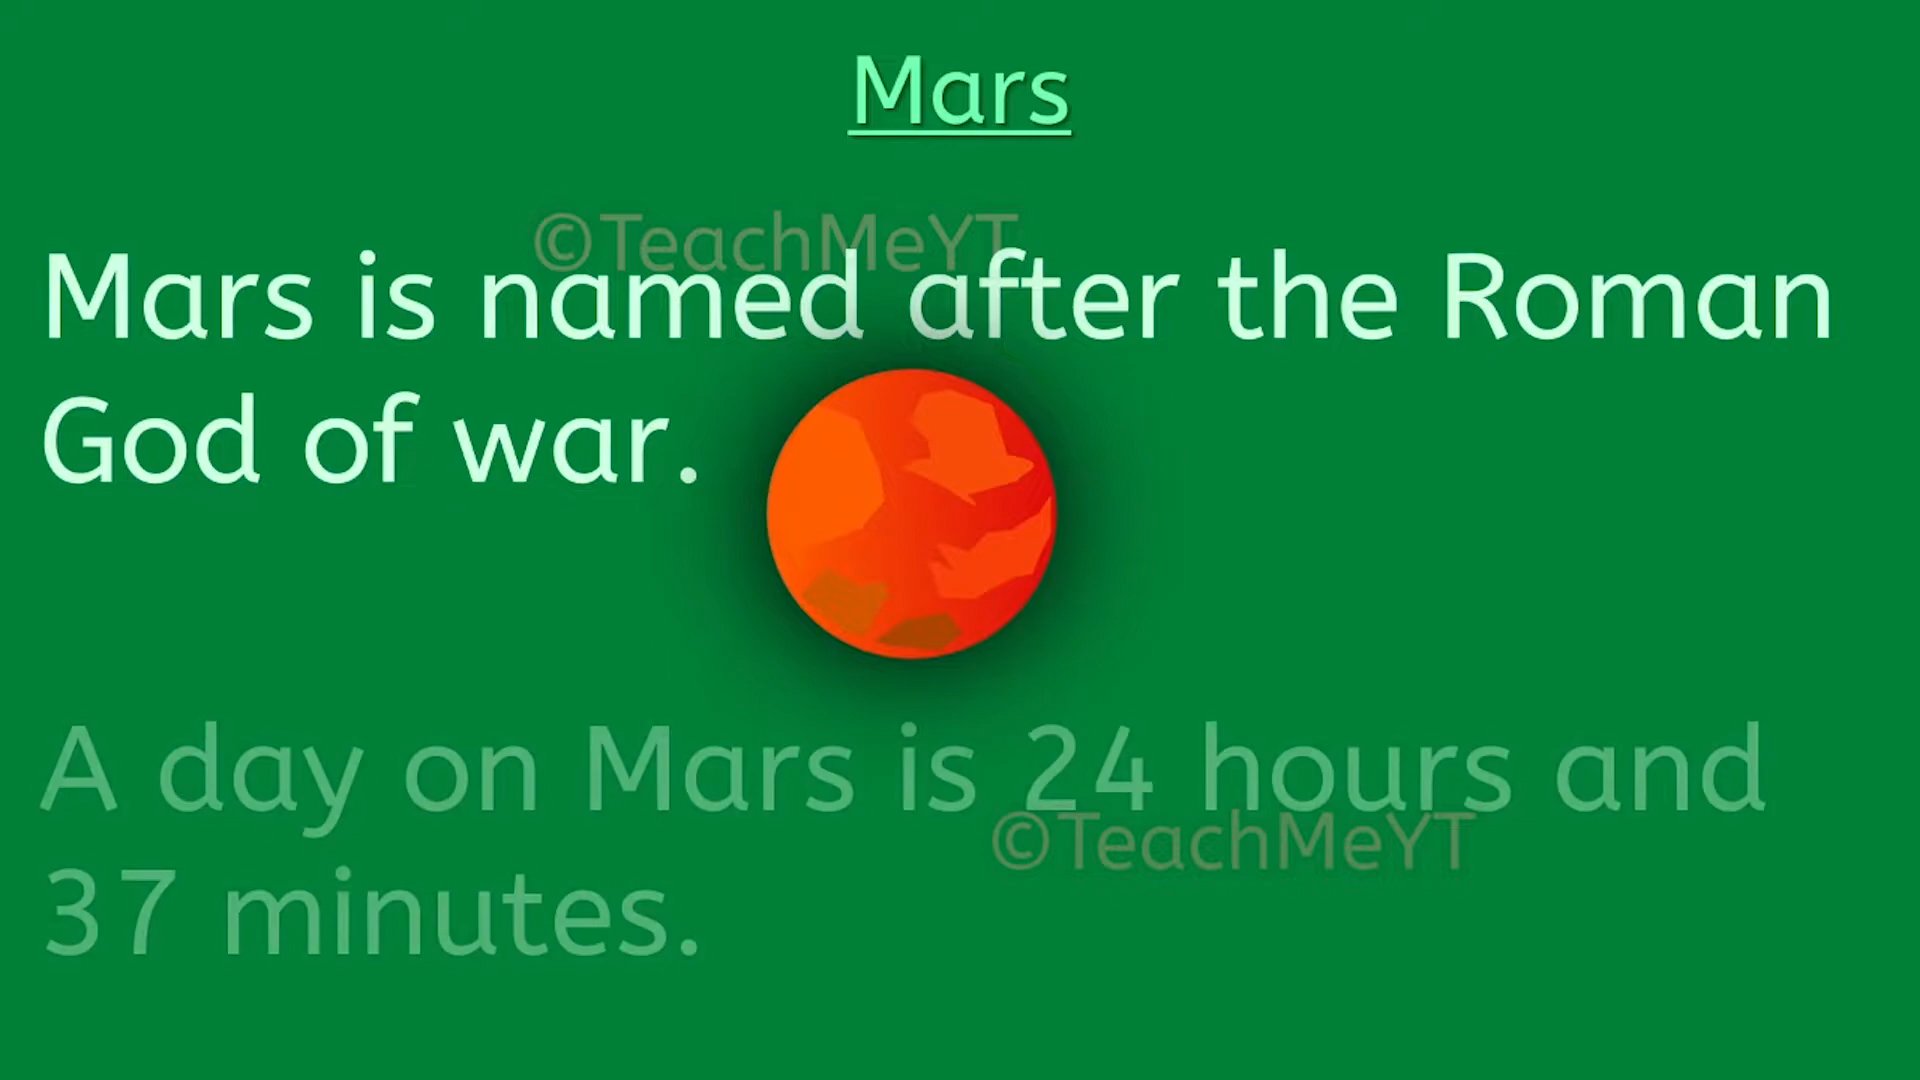 Mars
©TeachMeYT
Mars is named after the Roman
God of war.
A day on Mars is 24 hours and
©TeachMeYT
37 minutes.